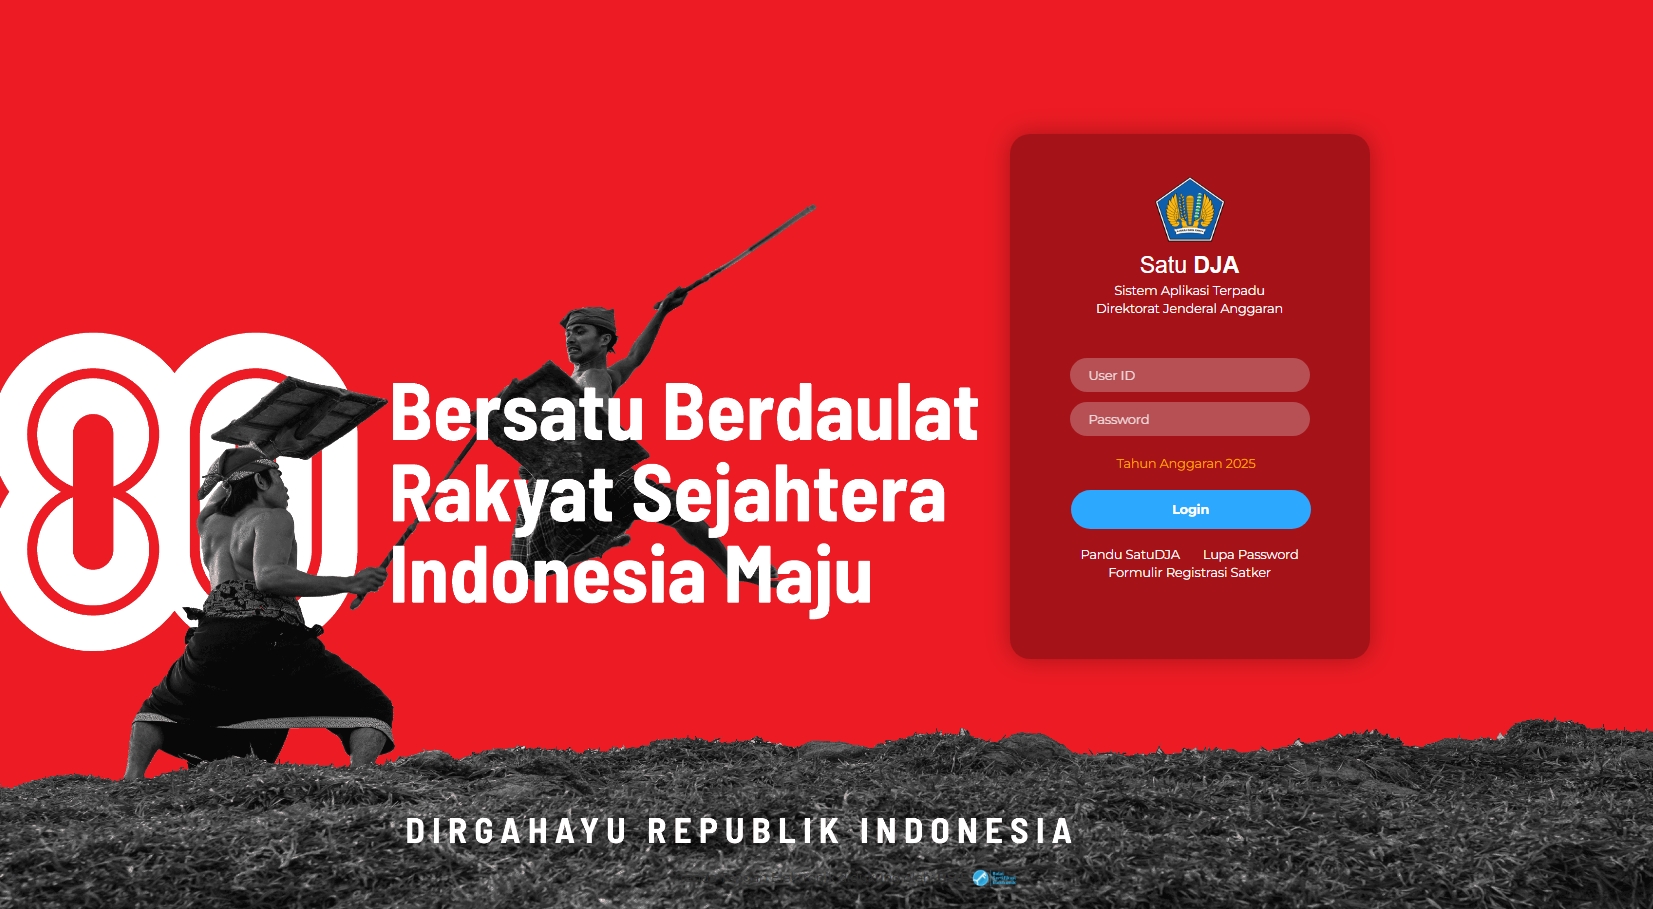 80
Bersatu Berdaulat
Rakyat Sejahtera
Indonesia Maju
Satu DJA
Sistem Aplikasi Terpadu
Direktorat Jenderal Anggaran
User ID
Password
Tahun Anggaran 2025
Login
Pandu SatuDJA Lupa Password
Formulir Registrasi Satker
DIRGAHAYU REPUBLIK INDONESIA